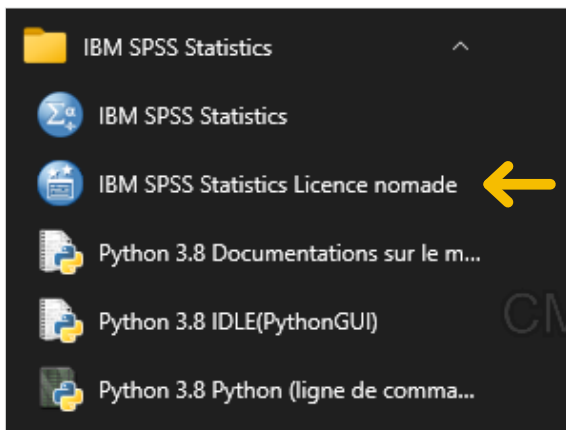 IBM SPSS Statistics
IBM SPSS Statistics
IBM SPSS Statistics Licence nomade
Python 3.8 Documentations sur le m...
Python 3.8 IDLE(PythonGUI)
CM
Python 3.8 Python (ligne de comma...